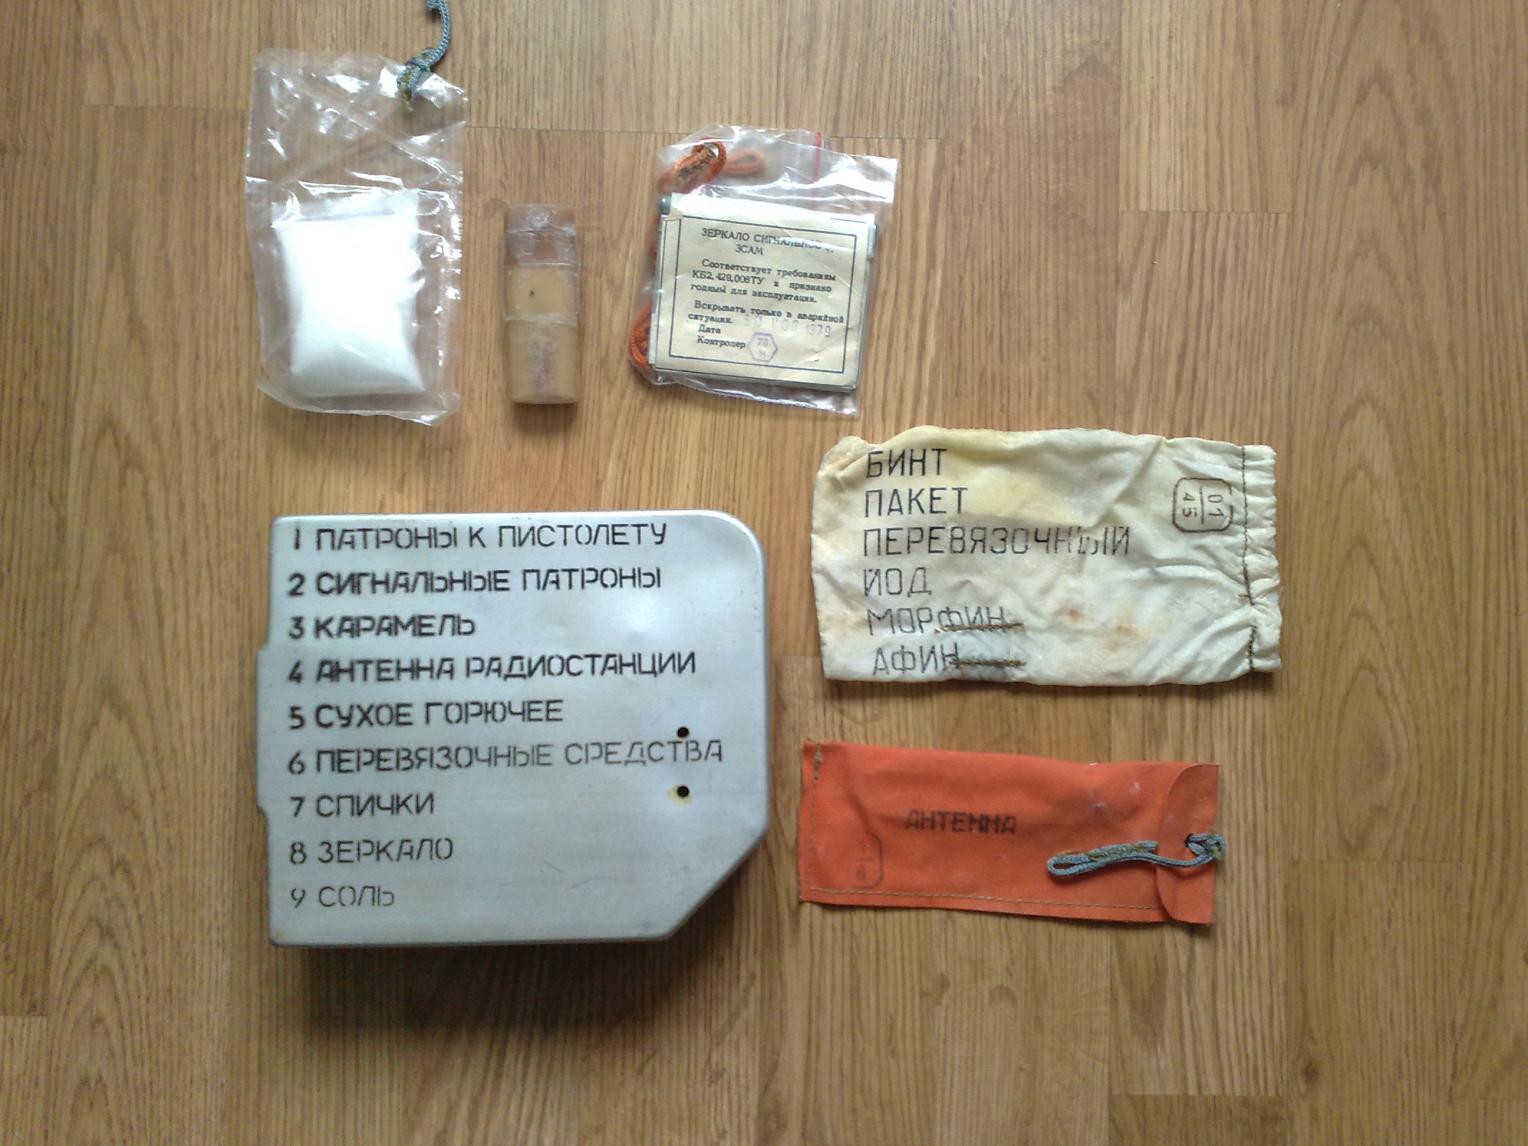 ЗЕРКАЛО СИГНАЛЬНОЕ
ЗСАМ
Соответствует требованиям
КБ2.429.008ТУ и признано
годным для эксплуатации.
Вскрывать только в аварийной
ситуации.
1979
Дата
Контролер
БИНТ
ПАКЕТ
ПЕРЕВЯЗОЧНЫЙ
ЙОД
МОРФИН
АФИН
01
45
1 ПАТРОНЫ К ПИСТОЛЕТУ
2 СИГНАЛЬНЫЕ ПАТРОНЫ
3 КАРАМЕЛЬ
4 АНТЕННА РАДИОСТАНЦИИ
5 СУХОЕ ГОРЮЧЕЕ
6 ПЕРЕВЯЗОЧНЫЕ СРЕДСТВА
7 СПИЧКИ
8 ЗЕРКАЛО
9 СОЛЬ
АНТЕННА